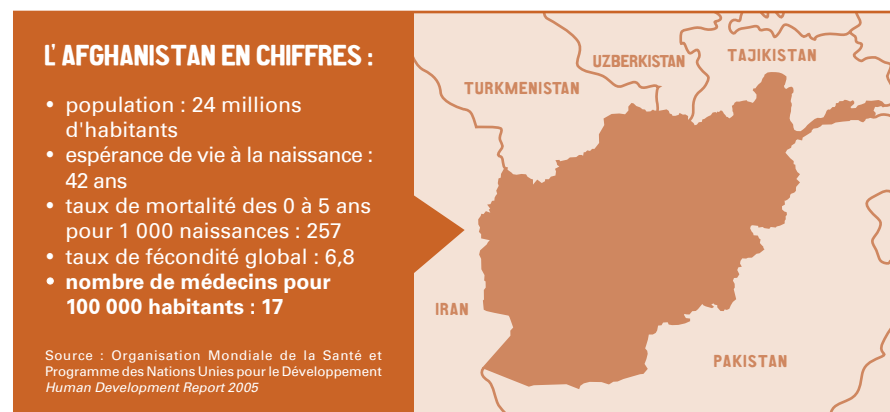 L' AFGHANISTAN EN CHIFFRES :
• population : 24 millions
d'habitants
• espérance de vie à la naissance :
42 ans
• taux de mortalité des 0 à 5 ans
pour 1 000 naissances : 257
• taux de fécondité global : 6,8
• nombre de médecins pour
100 000 habitants : 17
Source : Organisation Mondiale de la Santé et
Programme des Nations Unies pour le Développement
Human Development Report 2005
UZBERKISTAN
TAJIKISTAN
TURKMENISTAN
IRAN
PAKISTAN